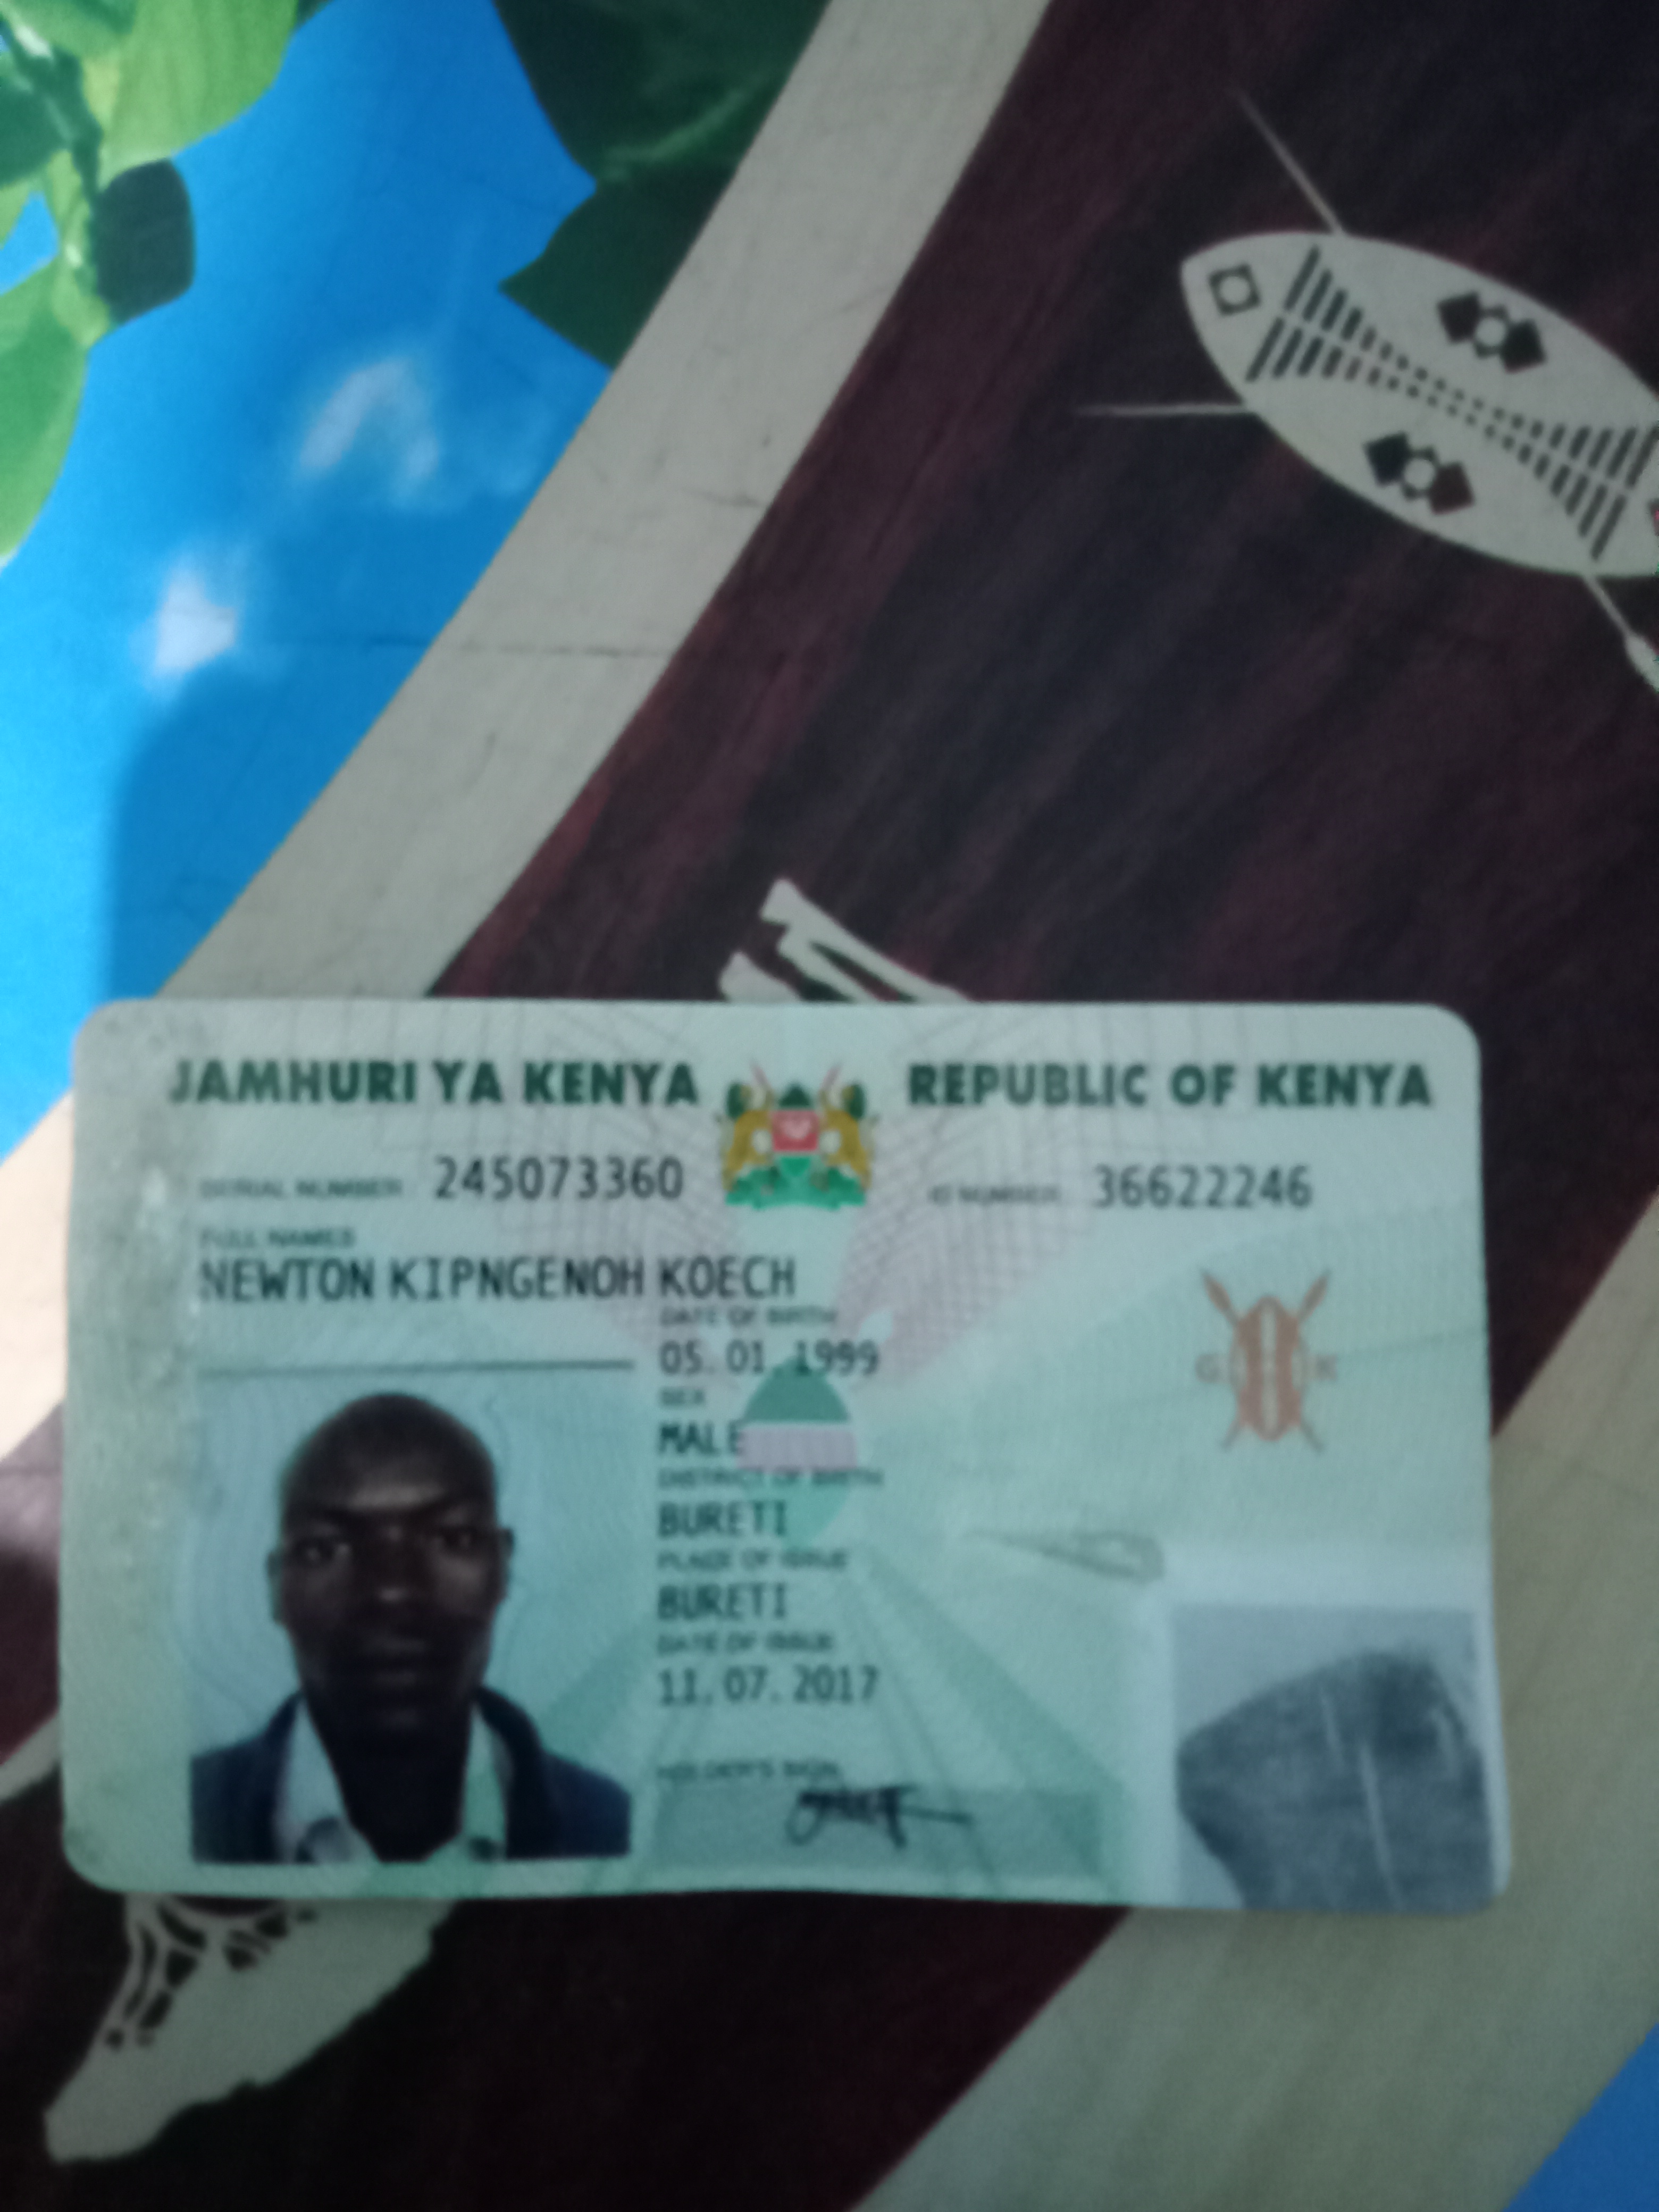 JAMHURI YA KENYA REPUBLIC OF KENYA
SERIAL NUMBER: 245073360 ID NUMBER: 36622246
FULL NAMES
NEWTON KIPNGENOH KOECH
DATE OF BIRTH
05.01.1999
SEX
MALE
DISTRICT OF BIRTH
BURETI
PLACE OF ISSUE
BURETI
DATE OF ISSUE
11.07.2017
HOLDER'S SIGN.
G K